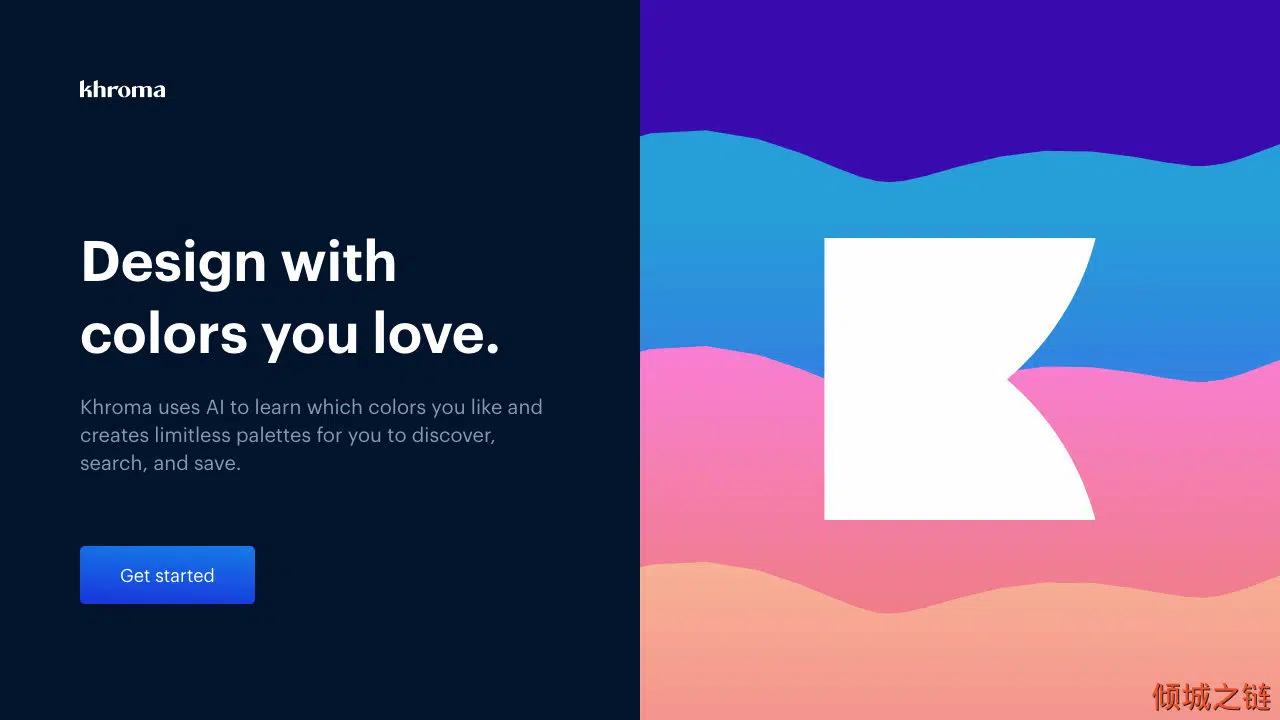 khroma
Design with
colors you love.
Khroma uses AI to learn which colors you like and
creates limitless palettes for you to discover,
search, and save.
Get started
倾城之链